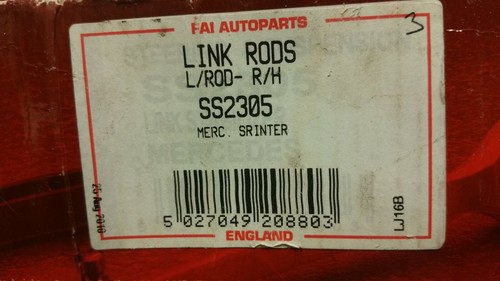 3
FAI AUTOPARTS
LINK RODS
L/ROD- R/H
SS2305
MERC. SRINTER
5 027049 208803
ENGLAND
LJ16B